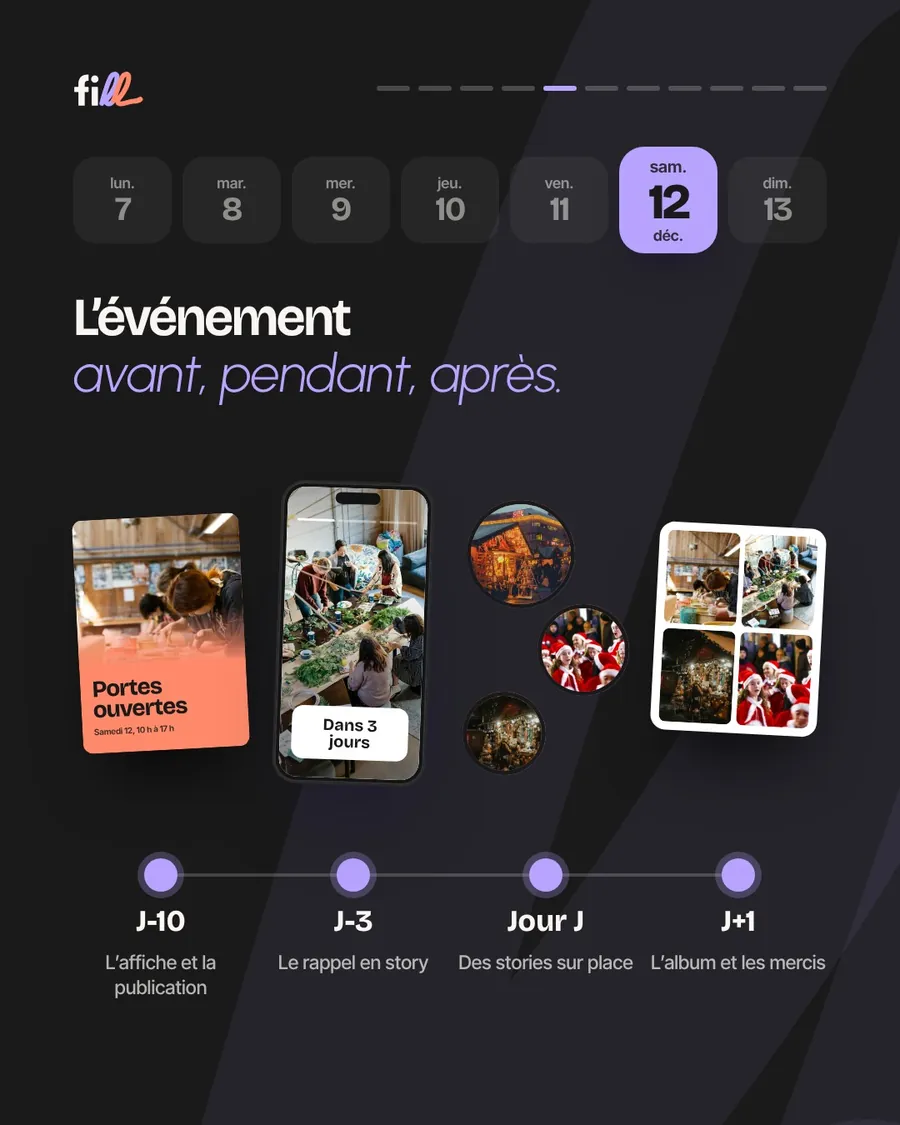 fill
lun.
7
mar.
8
mer.
9
jeu.
10
ven.
11
sam.
12
déc.
dim.
13
L’événement
avant, pendant, après.
Portes
ouvertes
Samedi 12, 10 h à 17 h
Dans 3
jours
J-10
L’affiche et la
publication
J-3
Le rappel en story
Jour J
Des stories sur place
J+1
L’album et les mercis